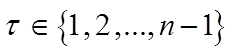 τ ∈ {1, 2, ..., n − 1}